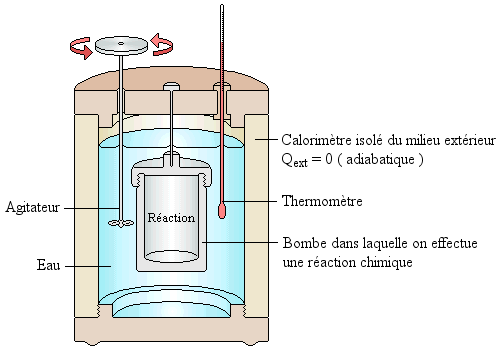 Calorimètre isolé du milieu extérieur
Qext = 0 ( adiabatique )
Agitateur
Réaction
Thermomètre
Bombe dans laquelle on effectue
une réaction chimique
Eau